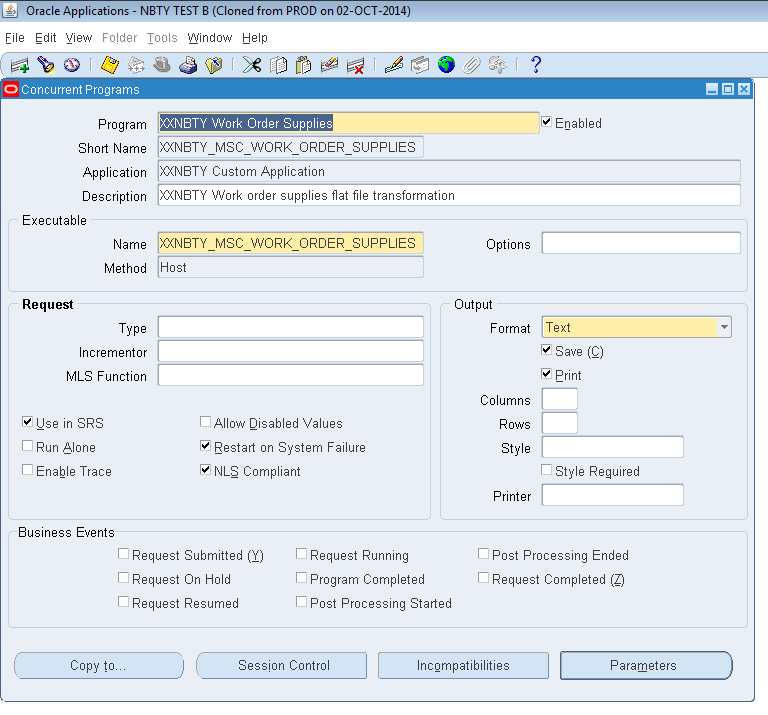 Oracle Applications - NBTY TEST B (Cloned from PROD on 02-OCT-2014)
File Edit View Folder Tools Window Help
?
Concurrent Programs
Program XXNBTY Work Order Supplies Enabled
Short Name XXNBTY_MSC_WORK_ORDER_SUPPLIES
Application XXNBTY Custom Application
Description XXNBTY Work order supplies flat file transformation
Executable
Name XXNBTY_MSC_WORK_ORDER_SUPPLIES Options
Method Host
Request Output
Type Format Text
Incrementor Save (C)
MLS Function Print
Columns
Use in SRS Allow Disabled Values Rows
Run Alone Restart on System Failure Style
Enable Trace NLS Compliant Style Required
Printer
Business Events
Request Submitted (Y) Request Running Post Processing Ended
Request On Hold Program Completed Request Completed (Z)
Request Resumed Post Processing Started
Copy to... Session Control Incompatibilities Parameters